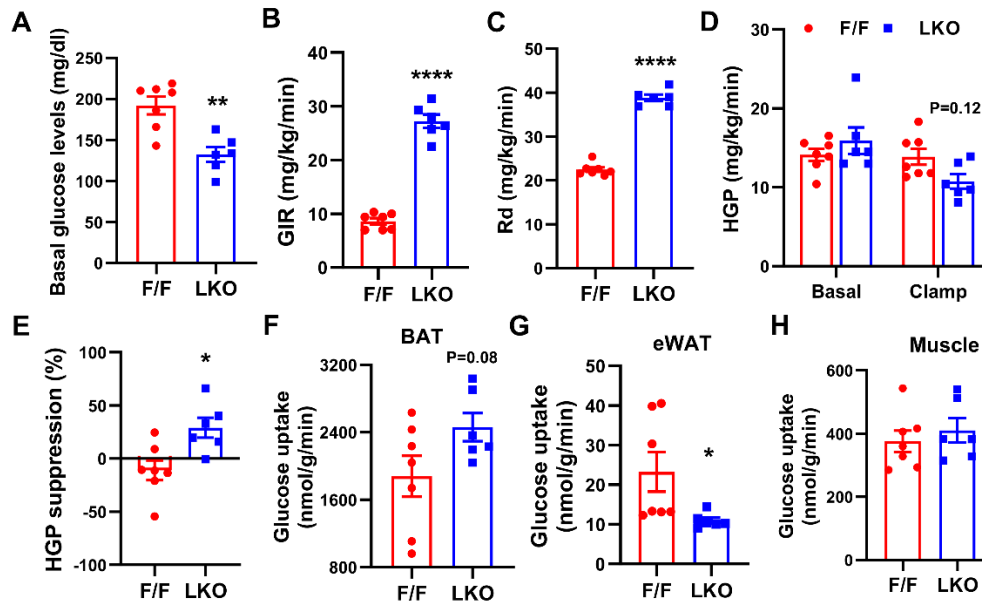 A
Basal glucose levels (mg/dl)
250
200
150
100
50
0
**
F/F LKO
B
GIR (mg/kg/min)
40
30
20
10
0
****
F/F LKO
C
Rd (mg/kg/min)
50
40
30
20
10
0
****
F/F LKO
D
F/F LKO
HGP (mg/kg/min)
30
20
10
0
P=0.12
Basal Clamp
E
HGP suppression (%)
100
50
0
-50
-100
*
F/F LKO
F
BAT
Glucose uptake
(nmol/g/min)
3200
2400
1600
800
P=0.08
F/F LKO
G
eWAT
Glucose uptake
(nmol/g/min)
50
40
30
20
10
0
*
F/F LKO
H
Muscle
Glucose uptake
(nmol/g/min)
600
400
200
0
F/F LKO